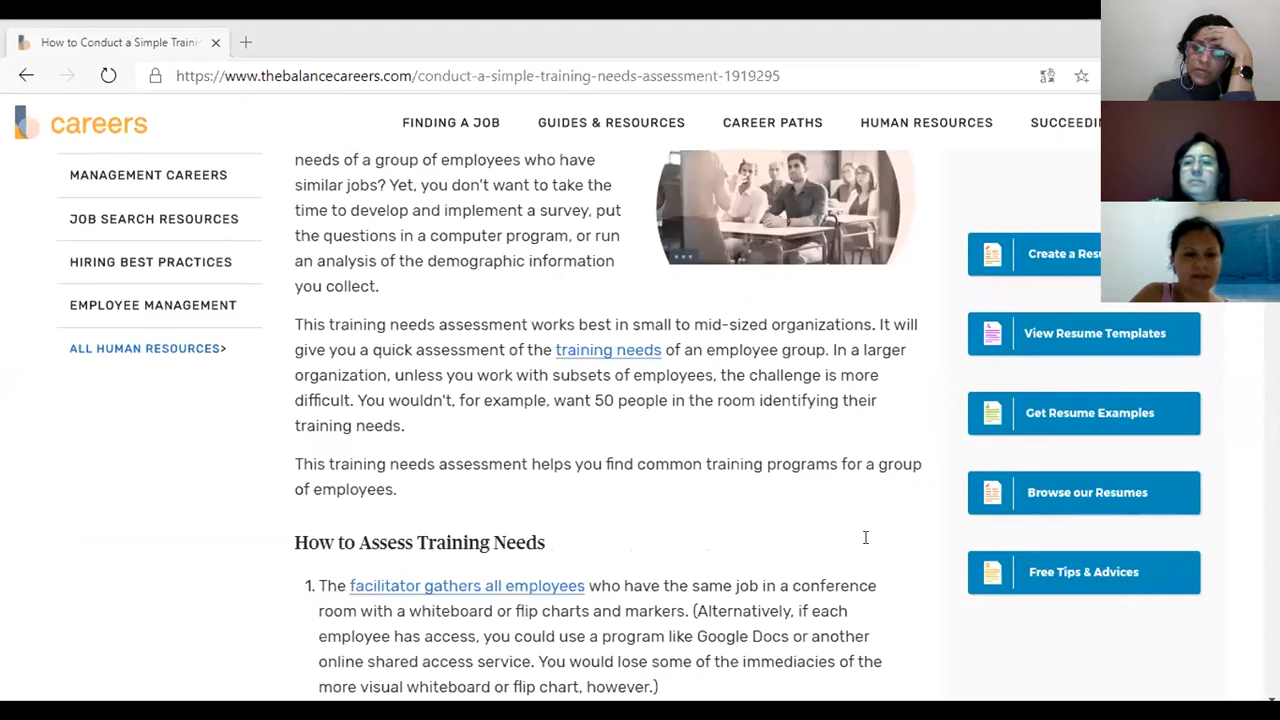 How to Conduct a Simple Traini
https://www.thebalancecareers.com/conduct-a-simple-training-needs-assessment-1919295
careers
FINDING A JOB
GUIDES & RESOURCES
CAREER PATHS
HUMAN RESOURCES
SUCCEEDIN
MANAGEMENT CAREERS
JOB SEARCH RESOURCES
HIRING BEST PRACTICES
EMPLOYEE MANAGEMENT
ALL HUMAN RESOURCES>
needs of a group of employees who have
similar jobs? Yet, you don't want to take the
time to develop and implement a survey, put
the questions in a computer program, or run
an analysis of the demographic information
you collect.
This training needs assessment works best in small to mid-sized organizations. It will
give you a quick assessment of the training needs of an employee group. In a larger
organization, unless you work with subsets of employees, the challenge is more
difficult. You wouldn't, for example, want 50 people in the room identifying their
training needs.
This training needs assessment helps you find common training programs for a group
of employees.
How to Assess Training Needs
1. The facilitator gathers all employees who have the same job in a conference
room with a whiteboard or flip charts and markers. (Alternatively, if each
employee has access, you could use a program like Google Docs or another
online shared access service. You would lose some of the immediacies of the
more visual whiteboard or flip chart, however.)
Create a Resu
View Resume Templates
Get Resume Examples
Browse our Resumes
Free Tips & Advices